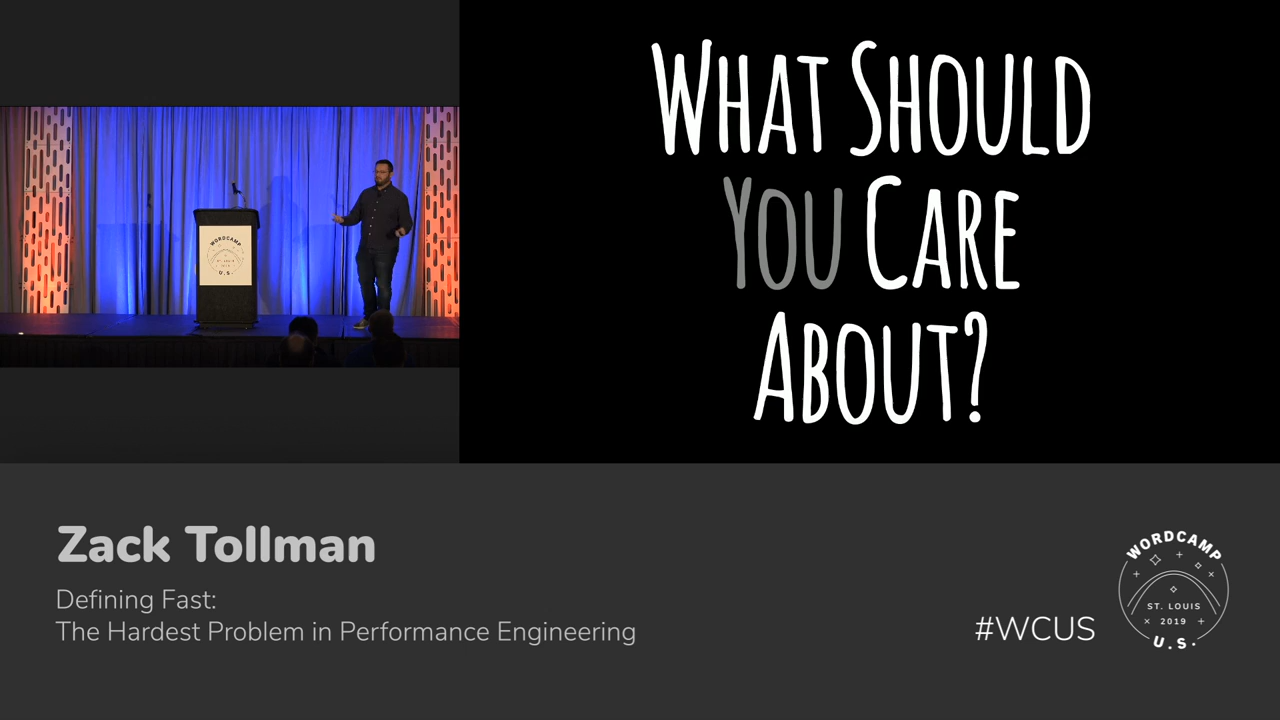 What Should
You Care
About?
WORDCAMP
U.S.
Zack Tollman
Defining Fast:
The Hardest Problem in Performance Engineering
#WCUS
WORDCAMP
ST. LOUIS
2019
U.S.